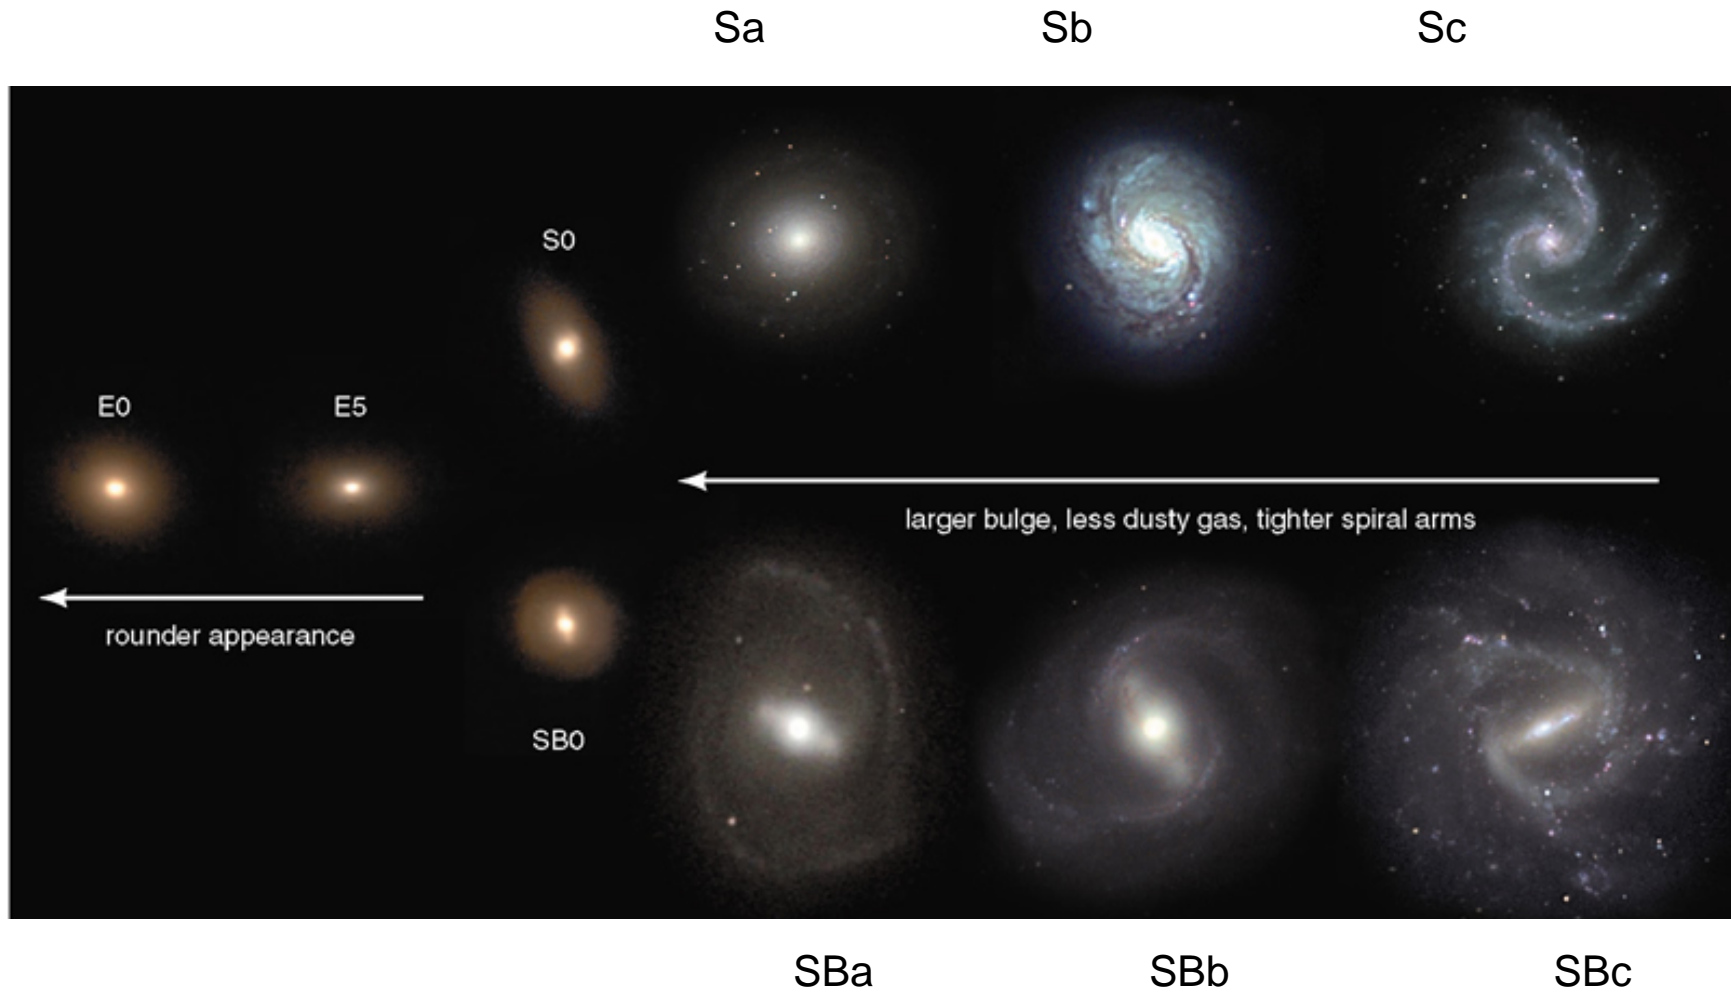 Sa Sb Sc
S0
E0 E5
larger bulge, less dusty gas, tighter spiral arms
rounder appearance
SB0
SBa SBb SBc